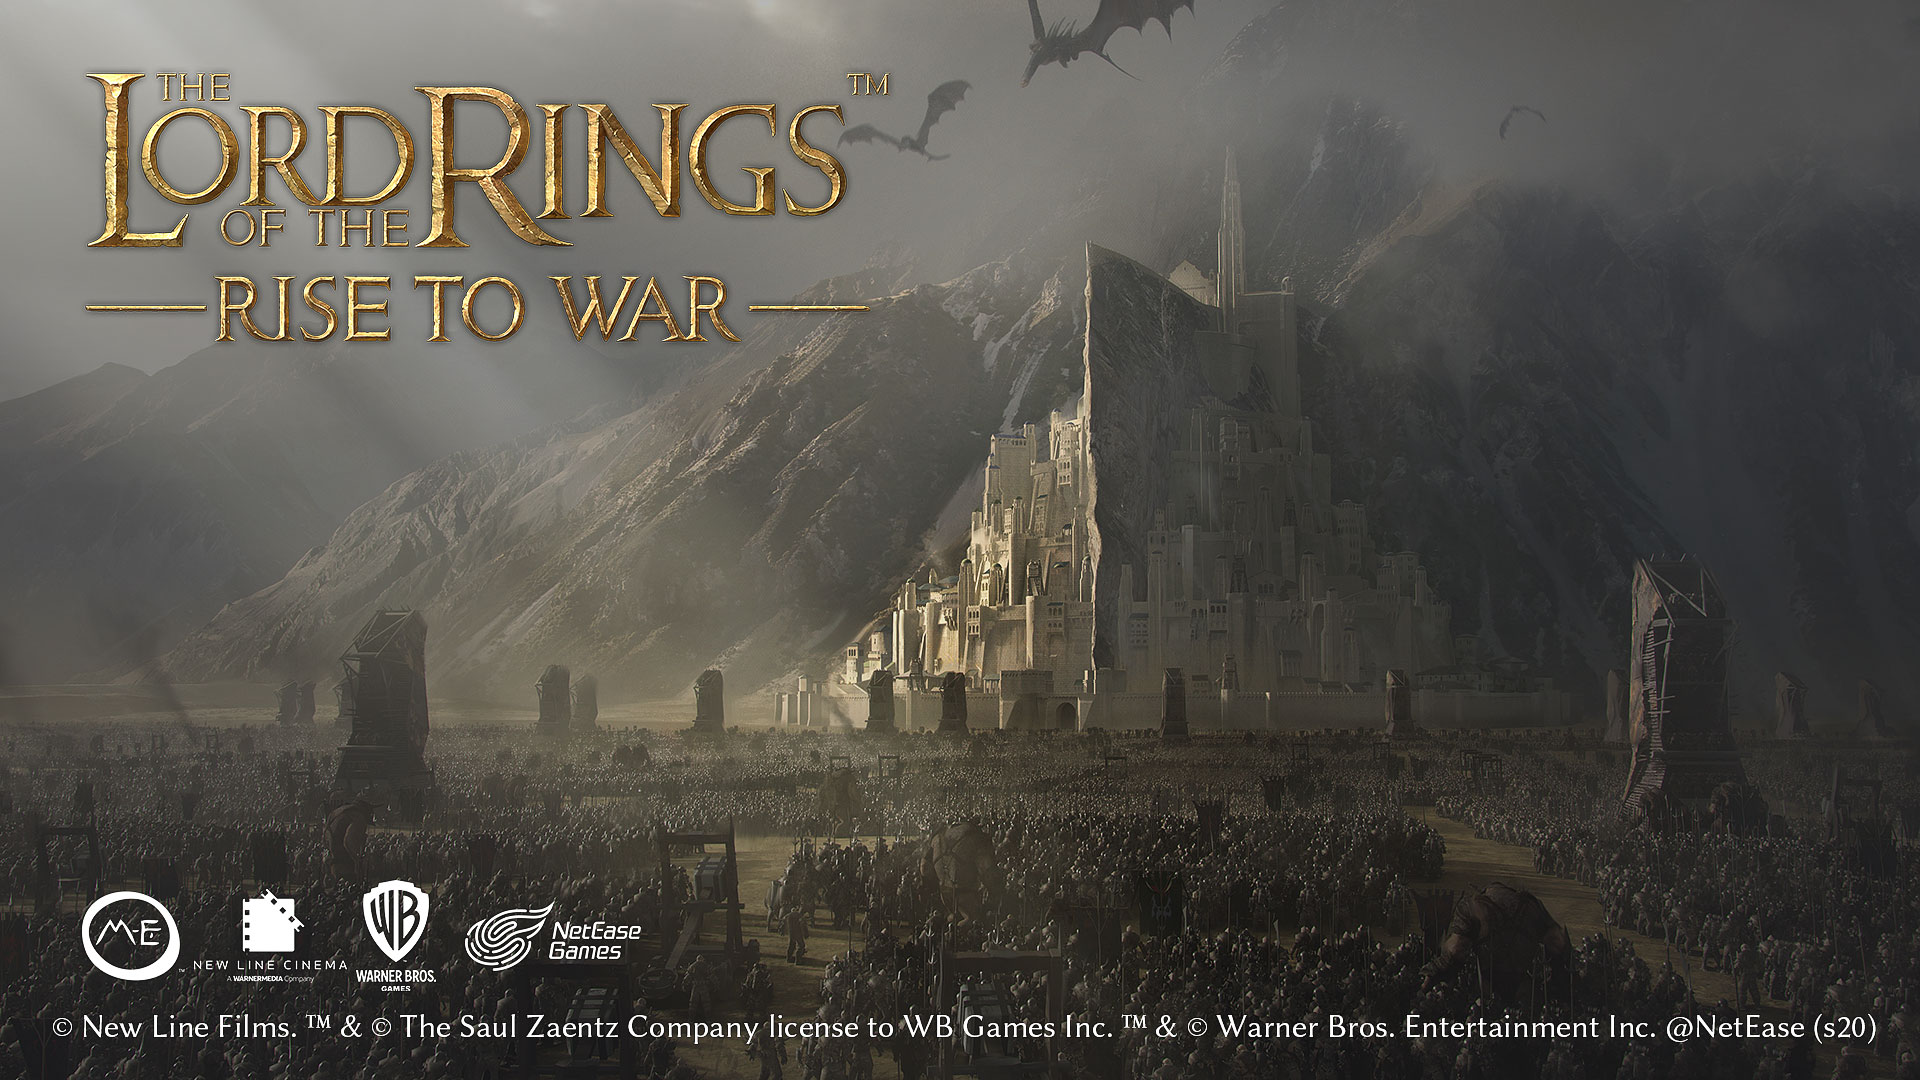 THE
LORD OF THE RINGS™
RISE TO WAR
M-E ™
NEW LINE CINEMA
A WARNERMEDIA Company
WB
WARNER BROS.
GAMES
NetEase
Games
© New Line Films. ™ & © The Saul Zaentz Company license to WB Games Inc. ™ & © Warner Bros. Entertainment Inc. @NetEase (s20)